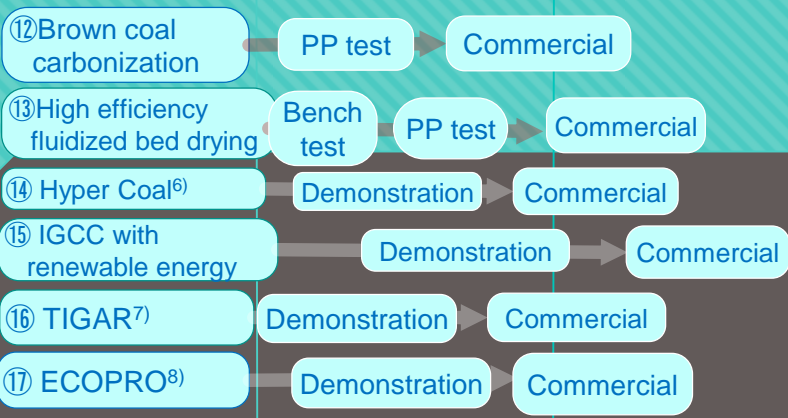 ⑫Brown coal
carbonization
PP test
Commercial
⑬High efficiency
fluidized bed drying
Bench
test
PP test
Commercial
⑭ Hyper Coal⁶⁾
Demonstration
Commercial
⑮ IGCC with
renewable energy
Demonstration
Commercial
⑯ TIGAR⁷⁾
Demonstration
Commercial
⑰ ECOPRO⁸⁾
Demonstration
Commercial